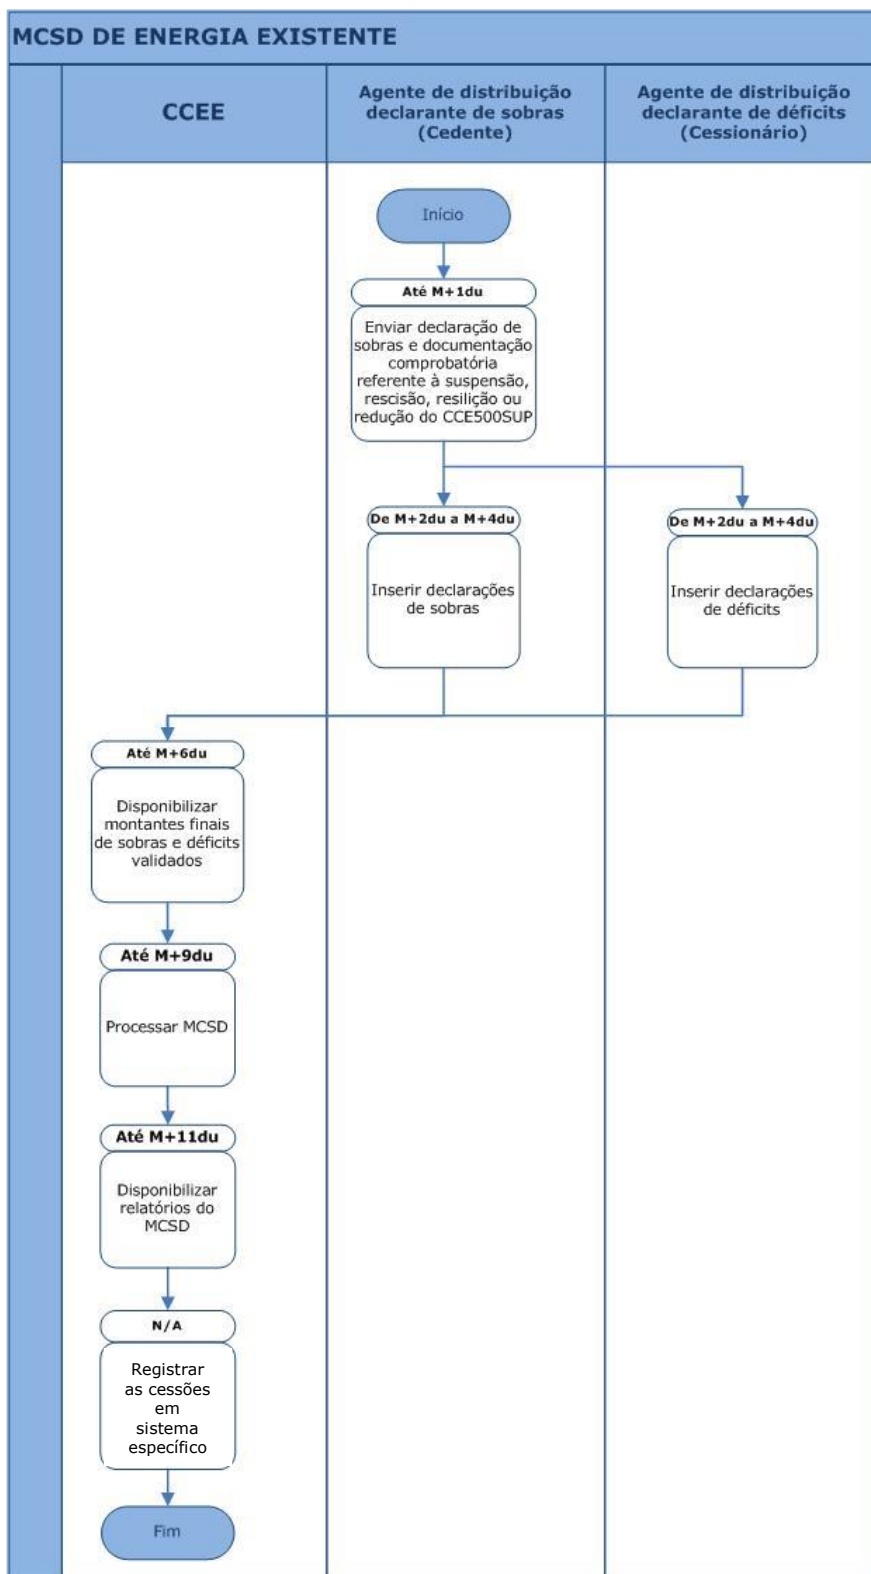 MCSD DE ENERGIA EXISTENTE
CCEE
Agente de distribuição
declarante de sobras
(Cedente)
Agente de distribuição
declarante de déficits
(Cessionário)
Início
Até M+1du
Enviar declaração de
sobras e documentação
comprobatória
referente à suspensão,
rescisão, resilição ou
redução do CCE500SUP
De M+2du a M+4du
Inserir declarações
de sobras
De M+2du a M+4du
Inserir declarações
de déficits
Até M+6du
Disponibilizar
montantes finais
de sobras e déficits
validados
Até M+9du
Processar MCSD
Até M+11du
Disponibilizar
relatórios do
MCSD
N/A
Registrar
as cessões
em
sistema
específico
Fim